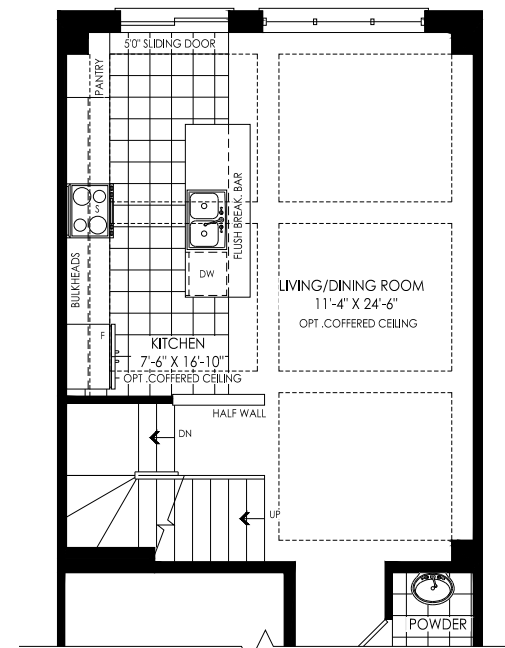 5'0" SLIDING DOOR
PANTRY
S
FLUSH BREAK. BAR
BULKHEADS
DW
LIVING/DINING ROOM
11'-4" X 24'-6"
OPT .COFFERED CEILING
F
KITCHEN
7'-6" X 16'-10"
OPT .COFFERED CEILING
HALF WALL
DN
UP
POWDER